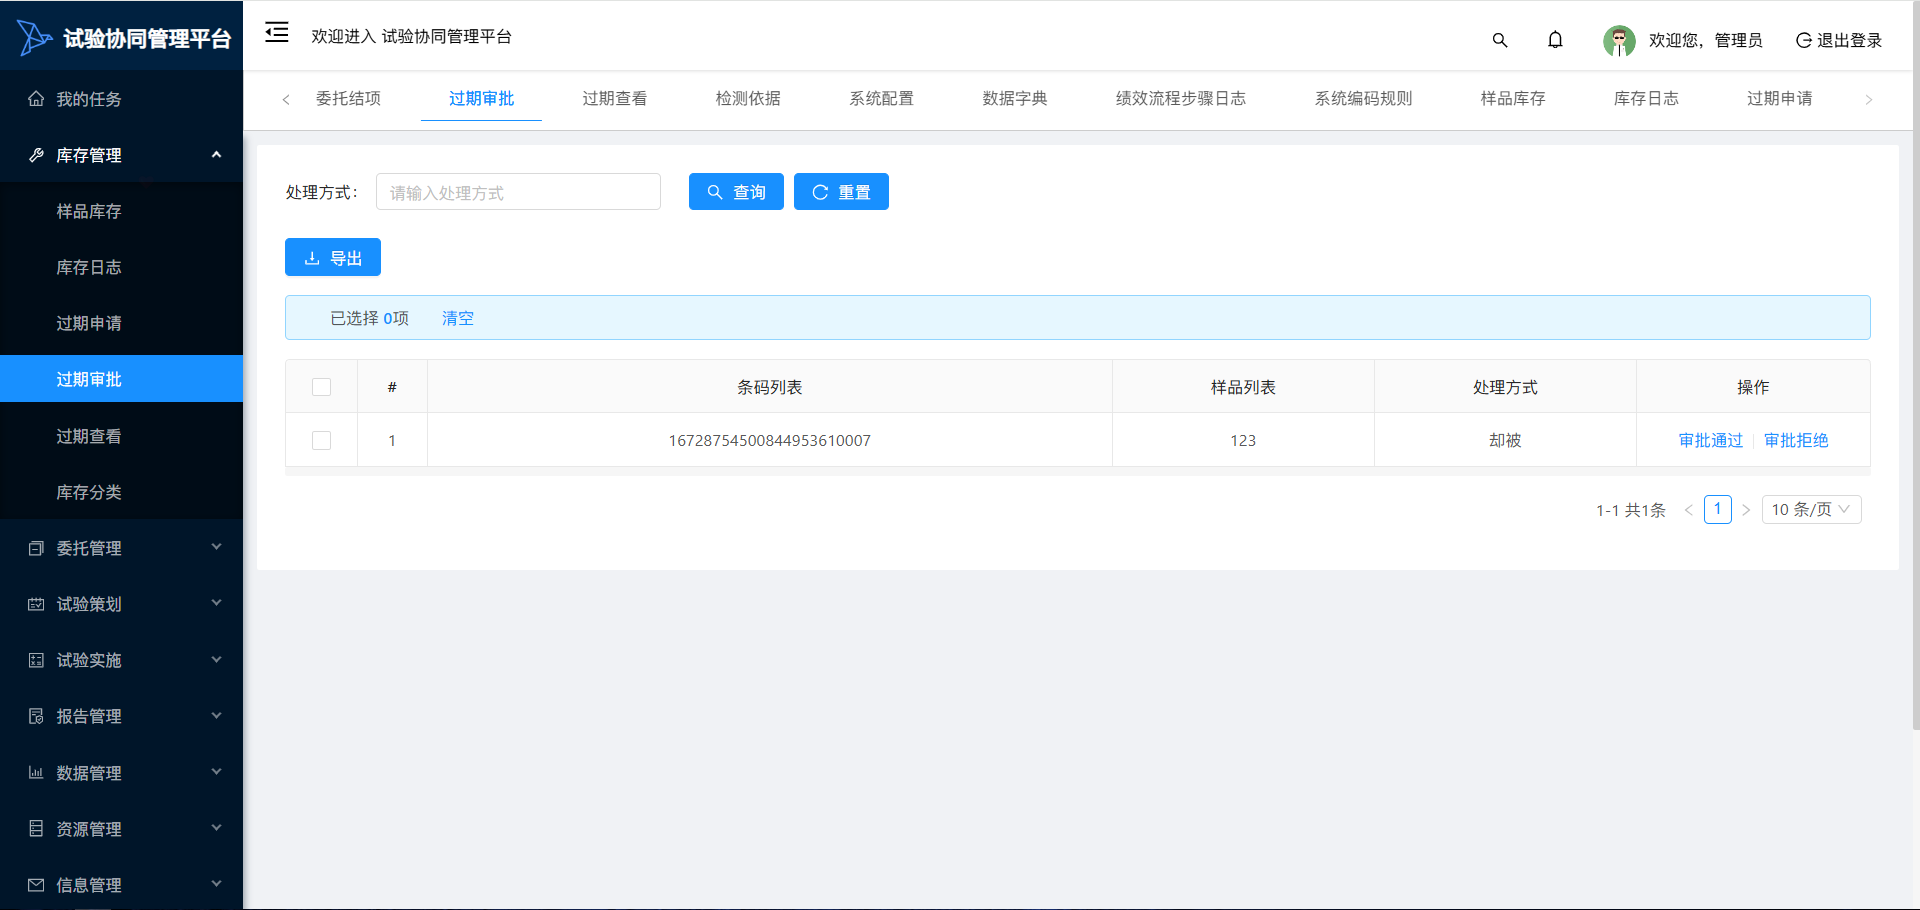 试验协同管理平台
欢迎进入 试验协同管理平台
欢迎您，管理员
退出登录
我的任务
库存管理
样品库存
库存日志
过期申请
过期审批
过期查看
库存分类
委托管理
试验策划
试验实施
报告管理
数据管理
资源管理
信息管理
委托结项 过期审批 过期查看 检测依据 系统配置 数据字典 绩效流程步骤日志 系统编码规则 样品库存 库存日志 过期申请
处理方式： 请输入处理方式 查询 重置
导出
已选择 0项 清空
# 条码列表 样品列表 处理方式 操作
1 16728754500844953610007 123 却被 审批通过 审批拒绝
1-1 共1条 < 1 > 10 条/页